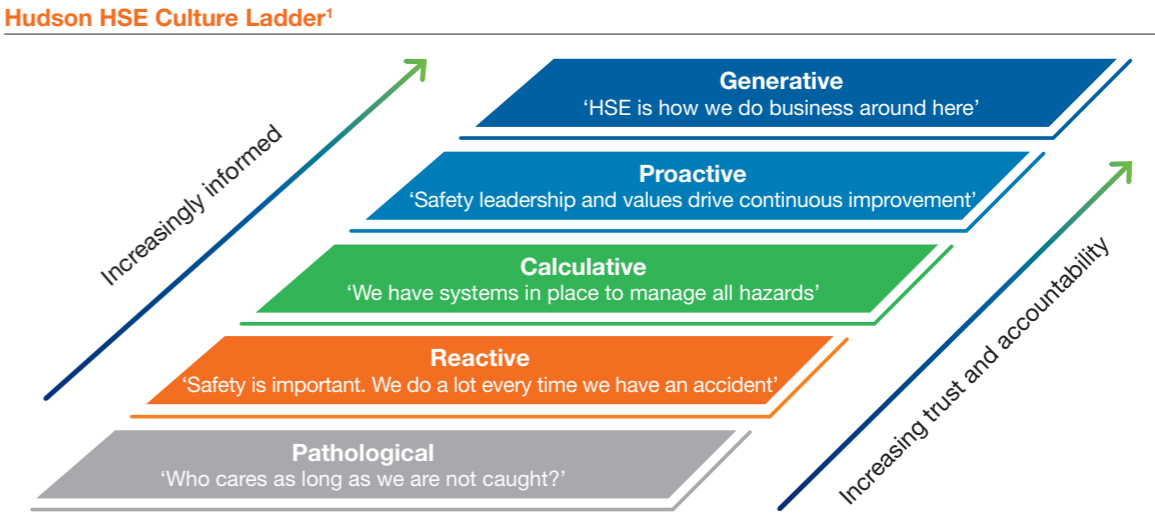 Hudson HSE Culture Ladder¹
Generative
‘HSE is how we do business around here’
Proactive
‘Safety leadership and values drive continuous improvement’
Calculative
‘We have systems in place to manage all hazards’
Reactive
‘Safety is important. We do a lot every time we have an accident’
Pathological
‘Who cares as long as we are not caught?’
Increasingly informed
Increasing trust and accountability